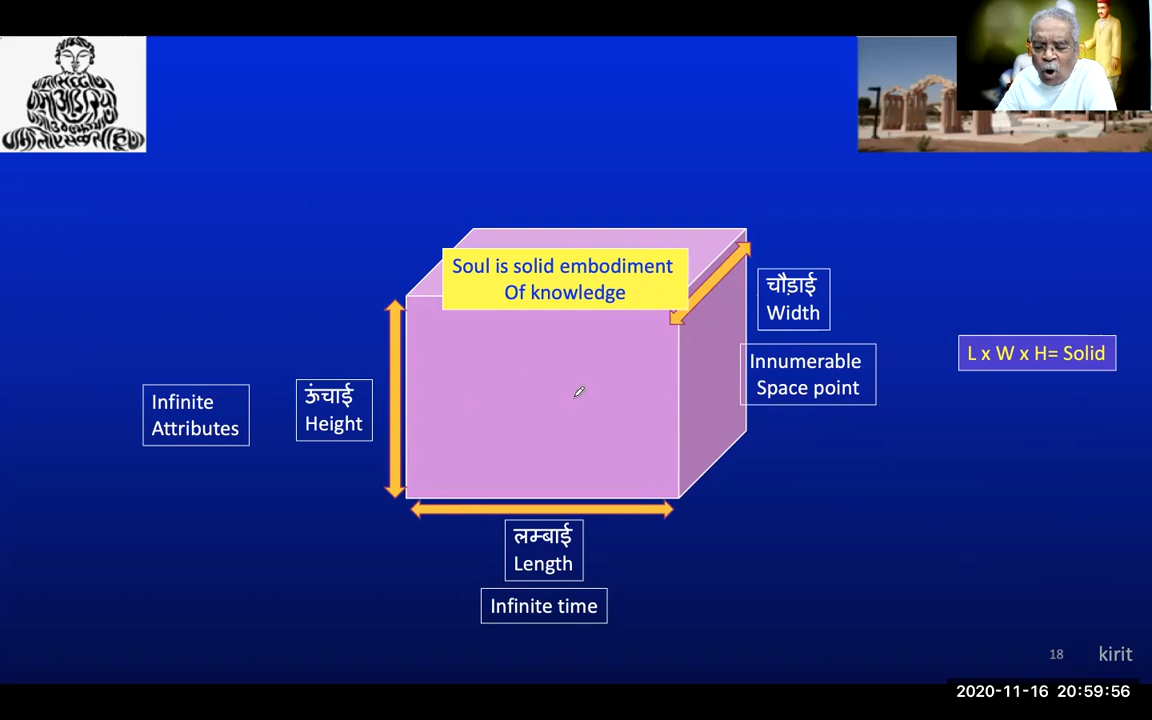 Soul is solid embodiment
Of knowledge
चौड़ाई
Width
Innumerable
Space point
L x W x H= Solid
Infinite
Attributes
ऊंचाई
Height
लम्बाई
Length
Infinite time
18
kirit
2020-11-16 20:59:56